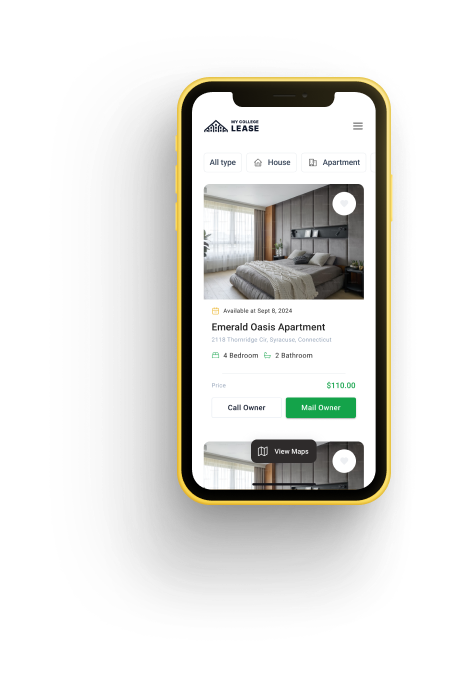 MY COLLEGE
LEASE
All type
House
Apartment
Available at Sept 8, 2024
Emerald Oasis Apartment
2118 Thornridge Cir. Syracuse, Connecticut
4 Bedroom
2 Bathroom
Price
$110.00
Call Owner
Mail Owner
View Maps